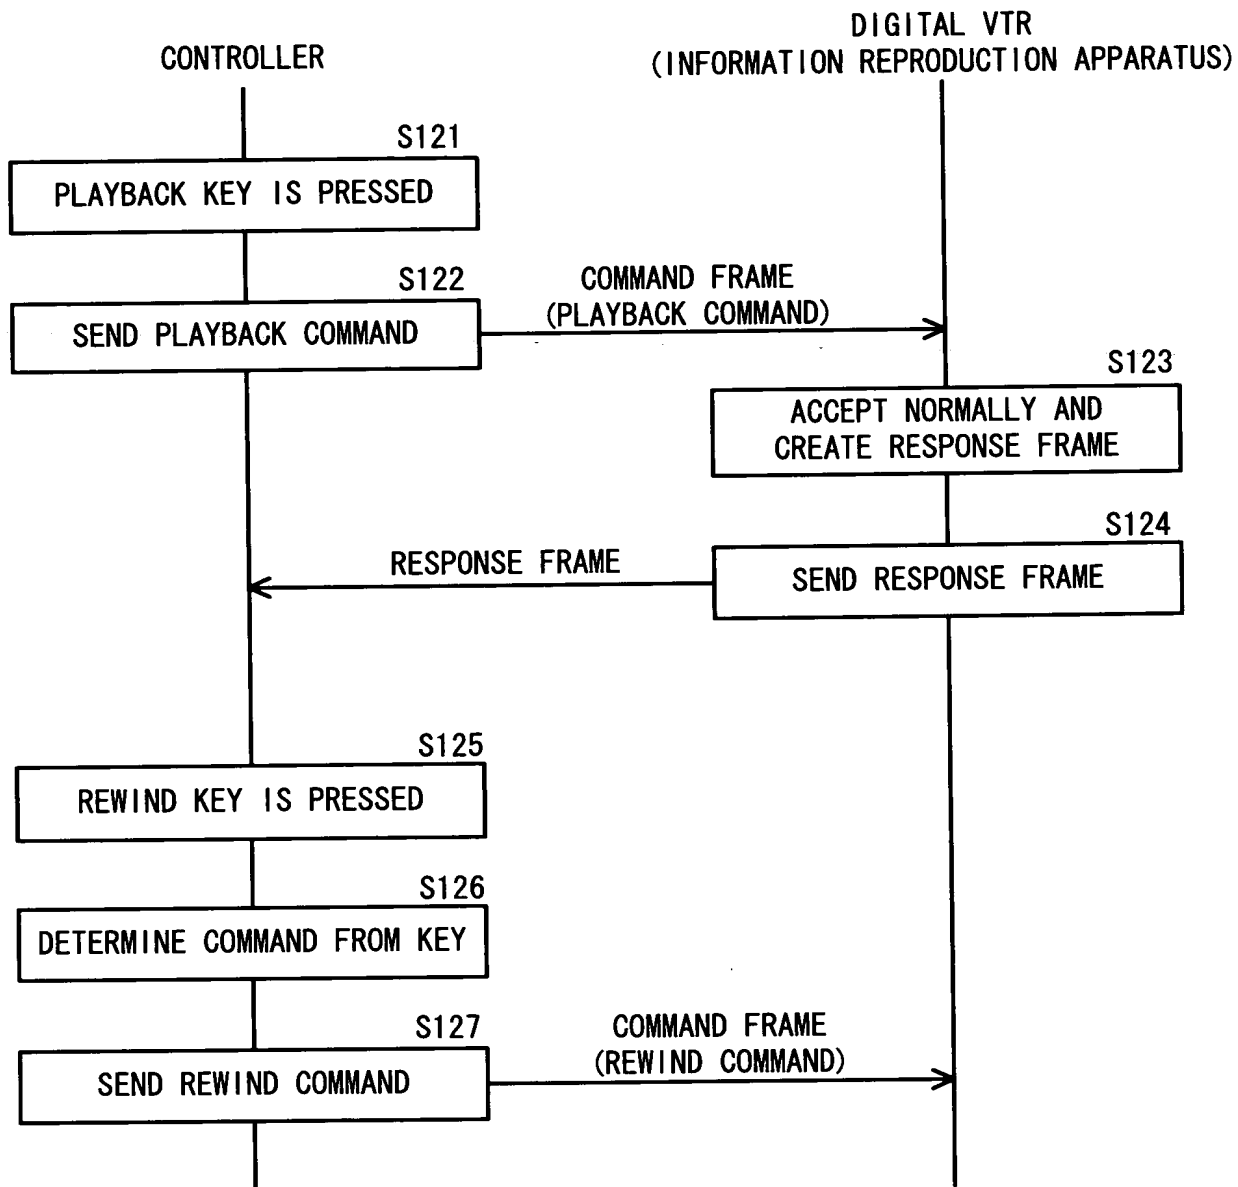 CONTROLLER
DIGITAL VTR
(INFORMATION REPRODUCTION APPARATUS)
S121
PLAYBACK KEY IS PRESSED
S122
SEND PLAYBACK COMMAND
COMMAND FRAME
(PLAYBACK COMMAND)
S123
ACCEPT NORMALLY AND
CREATE RESPONSE FRAME
S124
SEND RESPONSE FRAME
RESPONSE FRAME
S125
REWIND KEY IS PRESSED
S126
DETERMINE COMMAND FROM KEY
S127
SEND REWIND COMMAND
COMMAND FRAME
(REWIND COMMAND)